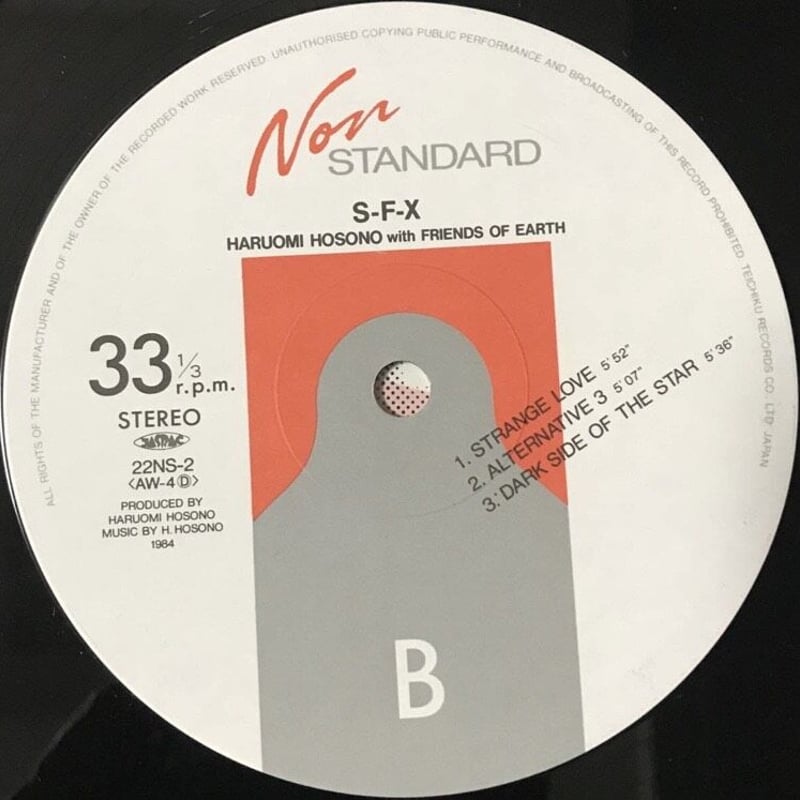 ALL RIGHTS OF THE MANUFACTURER AND OF THE OWNER OF THE RECORDED WORK RESERVED. UNAUTHORISED COPYING PUBLIC PERFORMANCE AND BROADCASTING OF THIS RECORD PROHIBITED. TEICHIKU RECORDS CO., LTD. JAPAN
Non
STANDARD
S-F-X
HARUOMI HOSONO with FRIENDS OF EARTH
33 1/3
r.p.m.
STEREO
JASRAC
22NS-2
<AW-4Ⓓ>
PRODUCED BY
HARUOMI HOSONO
MUSIC BY H. HOSONO
1984
1. STRANGE LOVE 5'52"
2. ALTERNATIVE 3 5'07"
3. DARK SIDE OF THE STAR 5'36"
B